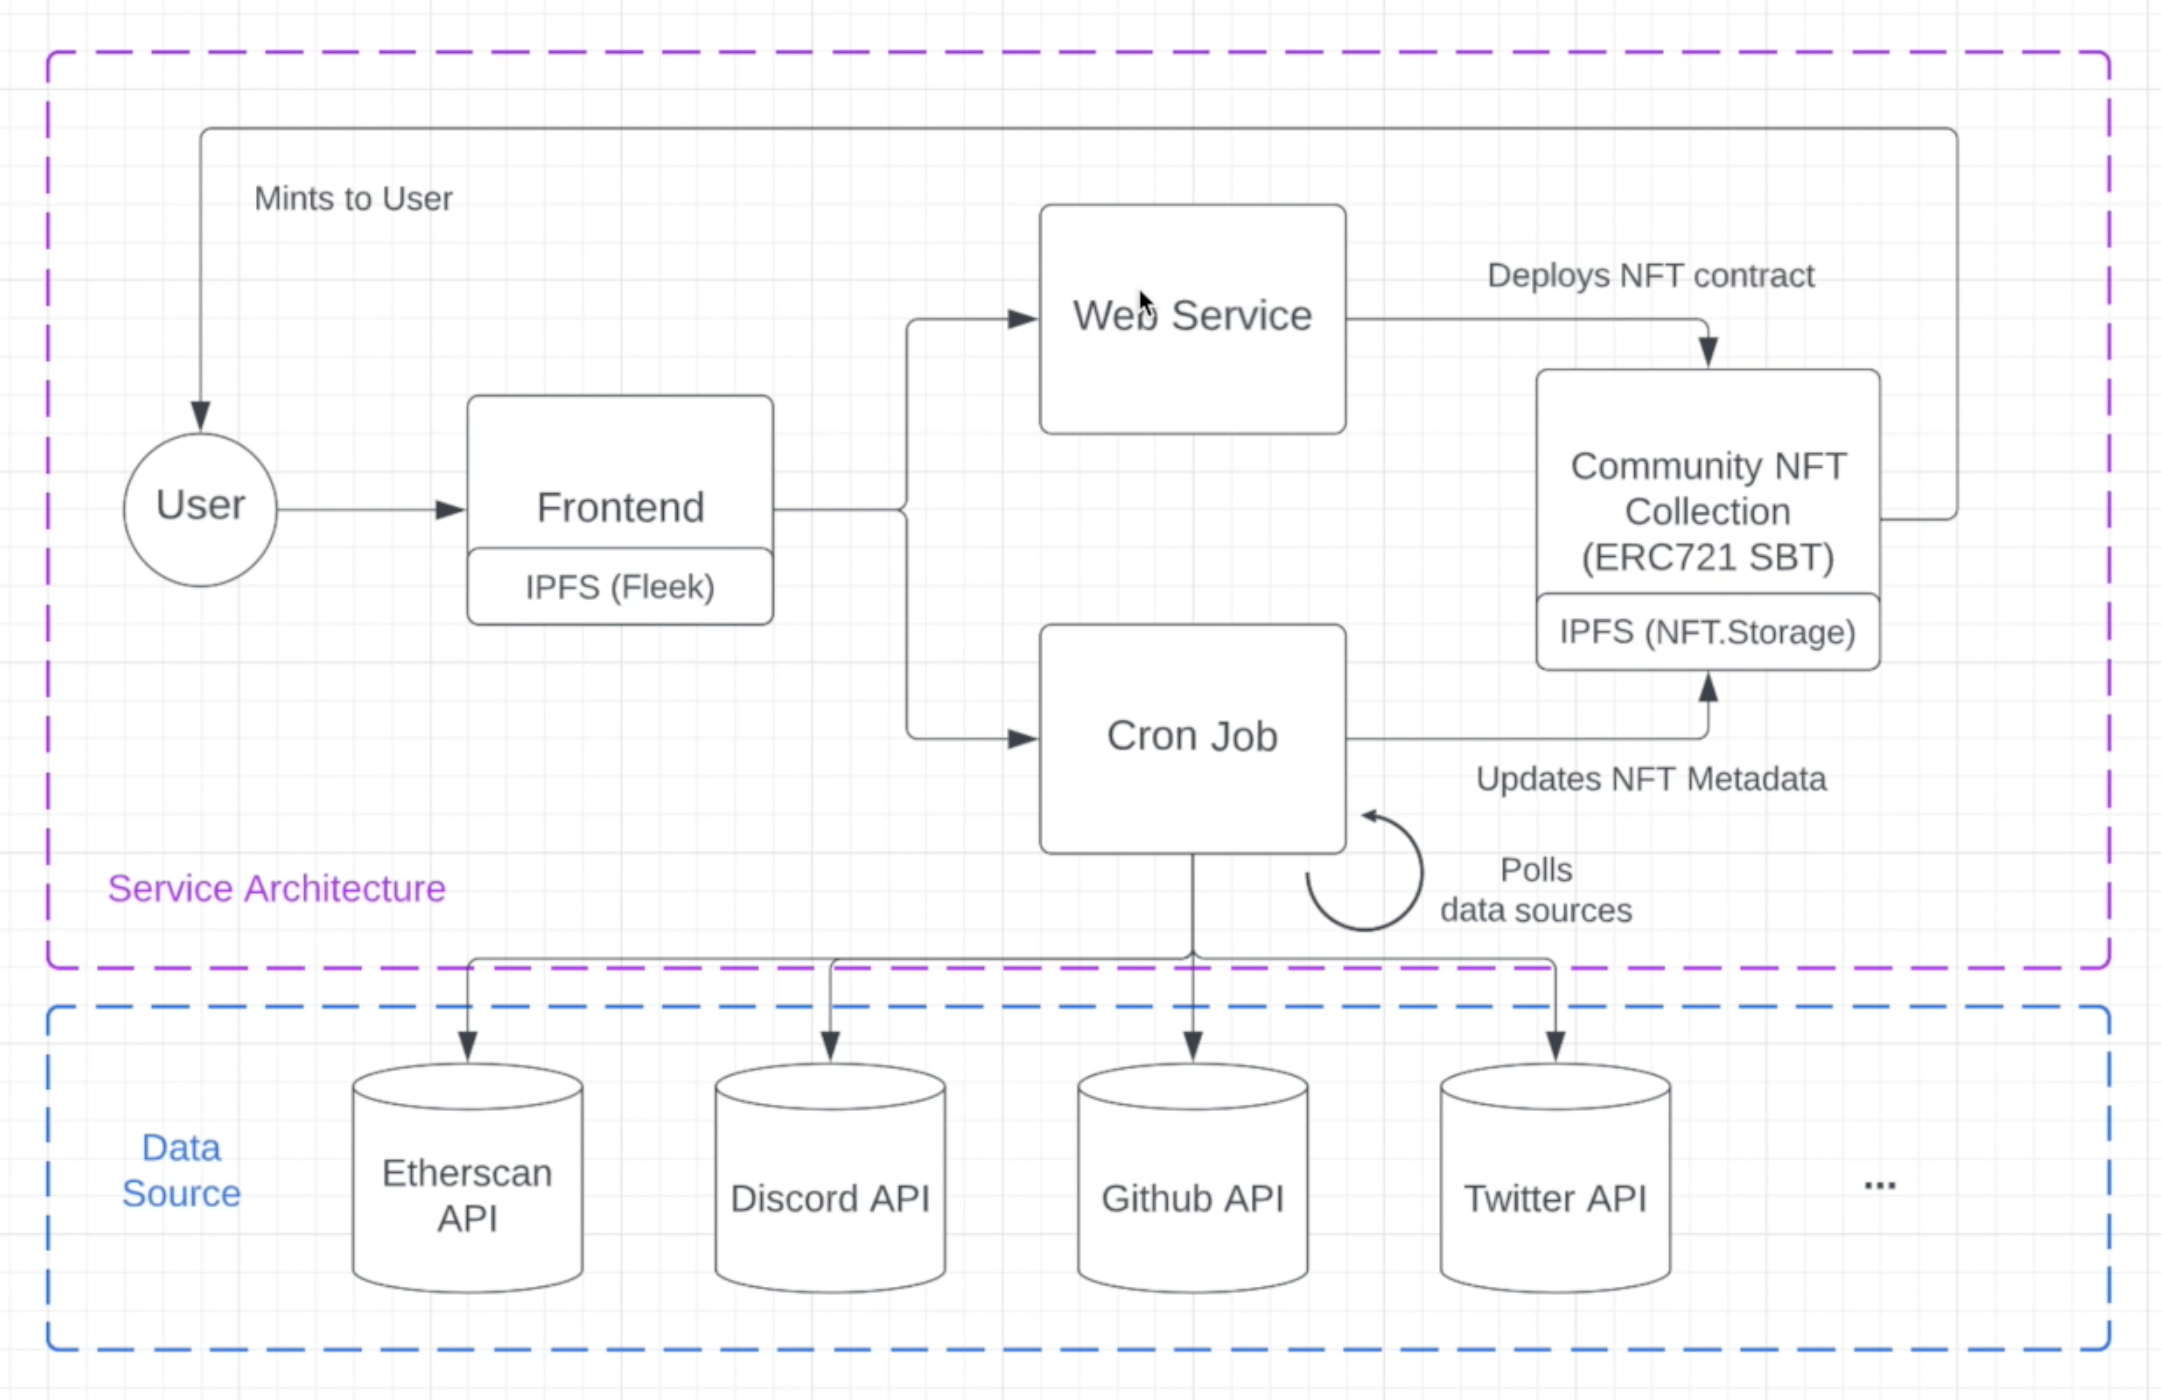 Mints to User
Deploys NFT contract
Web Service
User
Frontend
IPFS (Fleek)
Community NFT
Collection
(ERC721 SBT)
IPFS (NFT.Storage)
Cron Job
Updates NFT Metadata
Polls
data sources
Service Architecture
Data
Source
Etherscan
API
Discord API
Github API
Twitter API
...